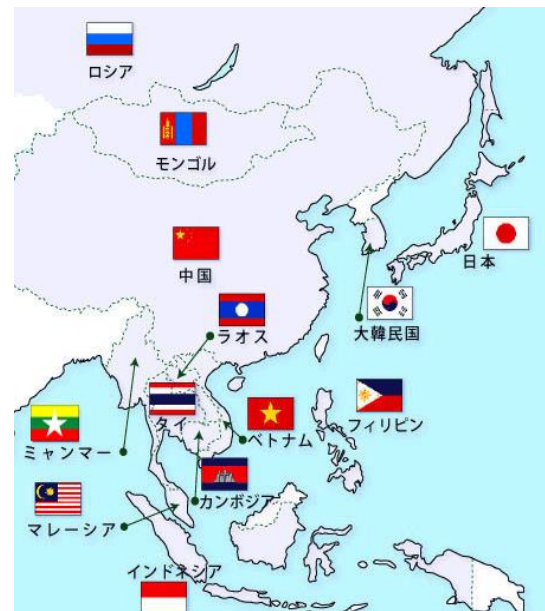 ロシア
モンゴル
中国
日本
ラオス
大韓民国
タイ
ベトナム
フィリピン
ミャンマー
カンボジア
マレーシア
インドネシア